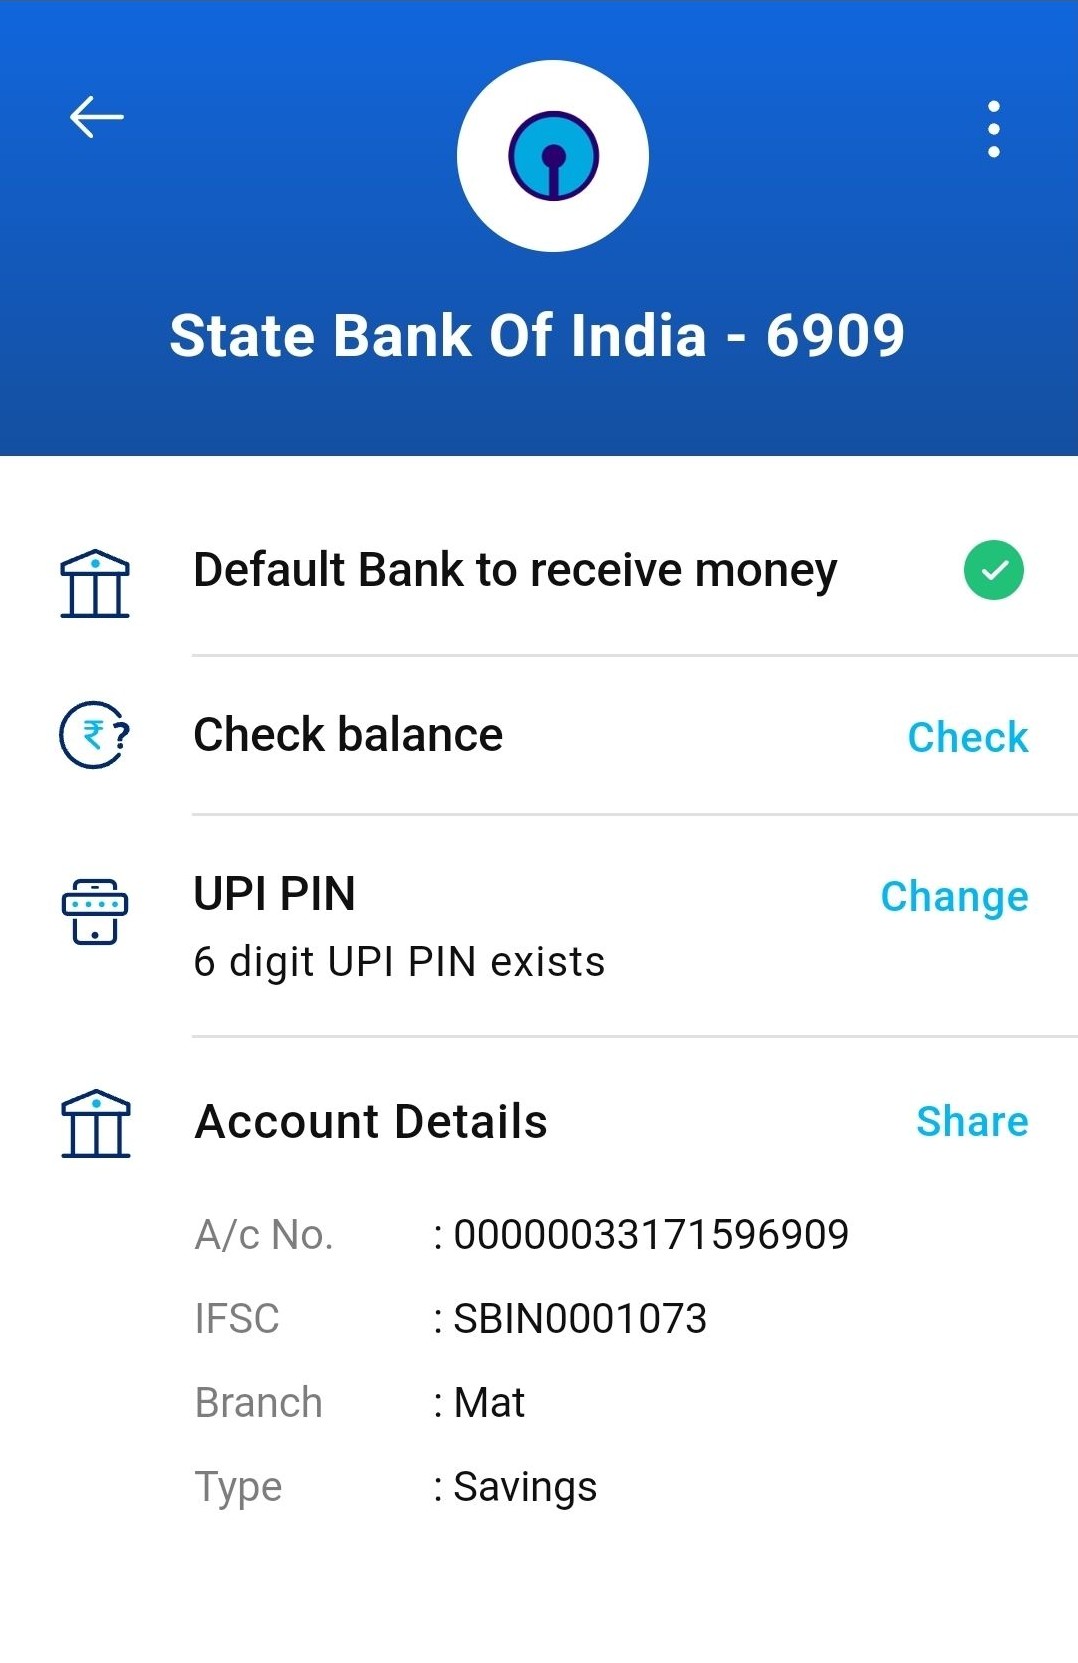 State Bank Of India - 6909
Default Bank to receive money
₹?
Check balance Check
UPI PIN Change
6 digit UPI PIN exists
Account Details Share
A/c No. : 00000033171596909
IFSC : SBIN0001073
Branch : Mat
Type : Savings